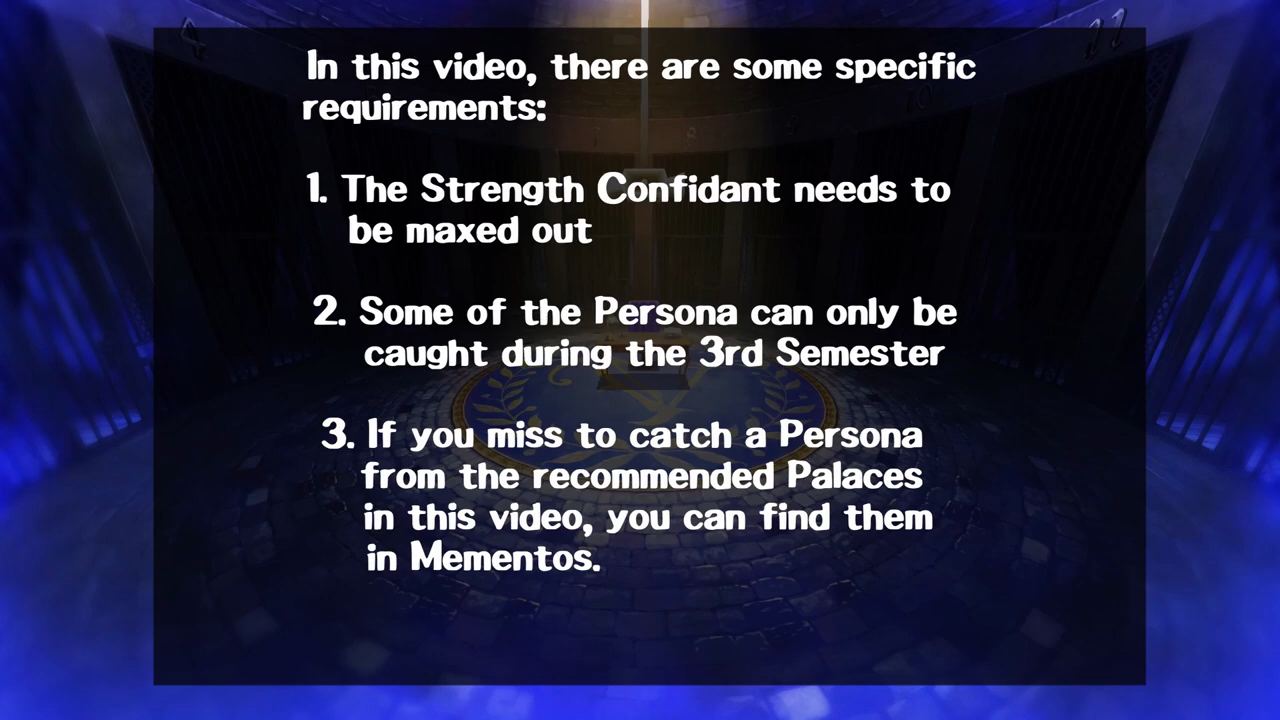 In this video, there are some specific
requirements:
1. The Strength Confidant needs to
be maxed out
2. Some of the Persona can only be
caught during the 3rd Semester
3. If you miss to catch a Persona
from the recommended Palaces
in this video, you can find them
in Mementos.